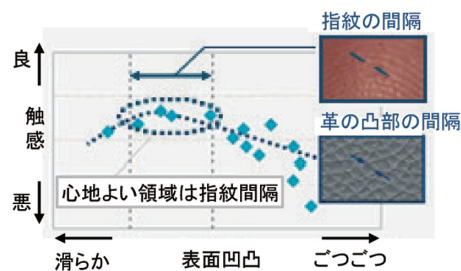 指紋の間隔
良
触感
悪
革の凸部の間隔
心地よい領域は指紋間隔
滑らか
表面凹凸
ごつごつ